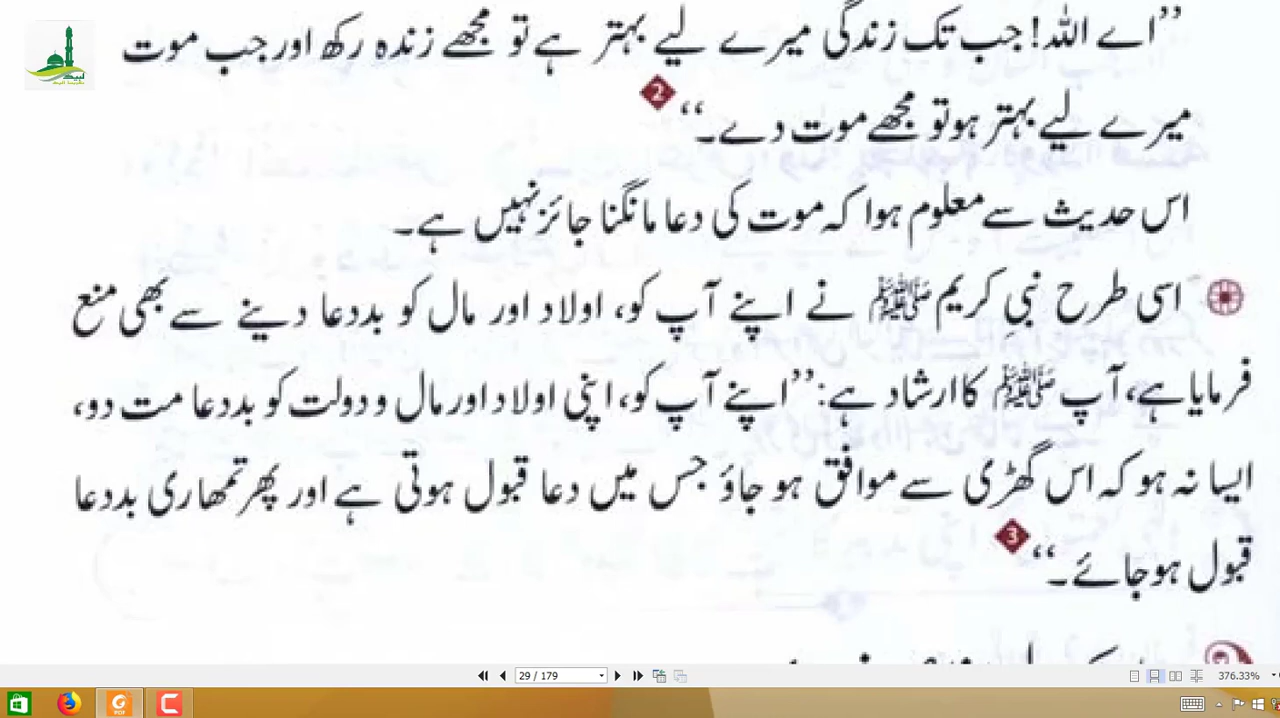 لبیک
”اے اللہ! جب تک زندگی میرے لیے بہتر ہے تو مجھے زندہ رکھ اور جب موت
میرے لیے بہتر ہو تو مجھے موت دے۔“ 2
اس حدیث سے معلوم ہوا کہ موت کی دعا مانگنا جائز نہیں ہے۔
اسی طرح نبیِ کریم ﷺ نے اپنے آپ کو، اولاد اور مال کو بددعا دینے سے بھی منع
فرمایا ہے، آپ ﷺ کا ارشاد ہے: ”اپنے آپ کو، اپنی اولاد اور مال و دولت کو بددعا مت دو،
ایسا نہ ہو کہ اس گھڑی سے موافق ہو جاؤ جس میں دعا قبول ہوتی ہے اور پھر تمھاری بددعا
قبول ہو جائے۔“ 3
29 / 179
376.33%